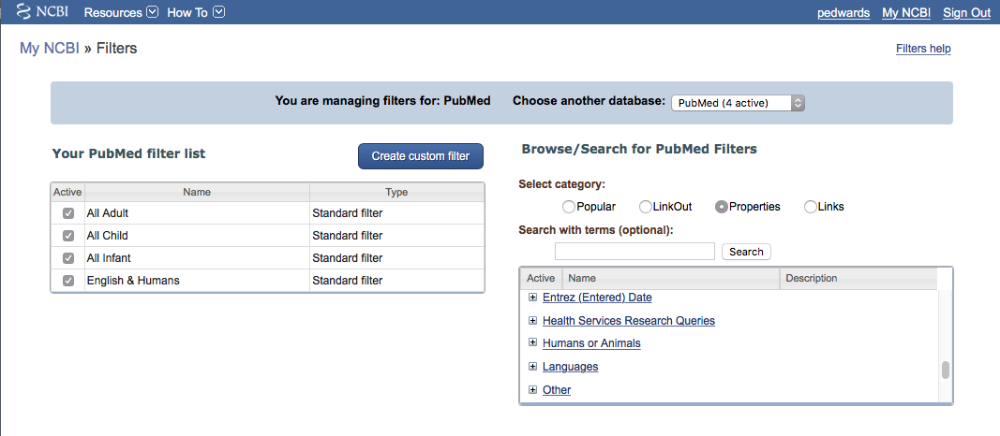 NCBI Resources How To pedwards My NCBI Sign Out
My NCBI » Filters Filters help
You are managing filters for: PubMed Choose another database: PubMed (4 active)
Your PubMed filter list Create custom filter
Active Name Type
All Adult Standard filter
All Child Standard filter
All Infant Standard filter
English & Humans Standard filter
Browse/Search for PubMed Filters
Select category:
Popular LinkOut Properties Links
Search with terms (optional):
Search
Active Name Description
Entrez (Entered) Date
Health Services Research Queries
Humans or Animals
Languages
Other